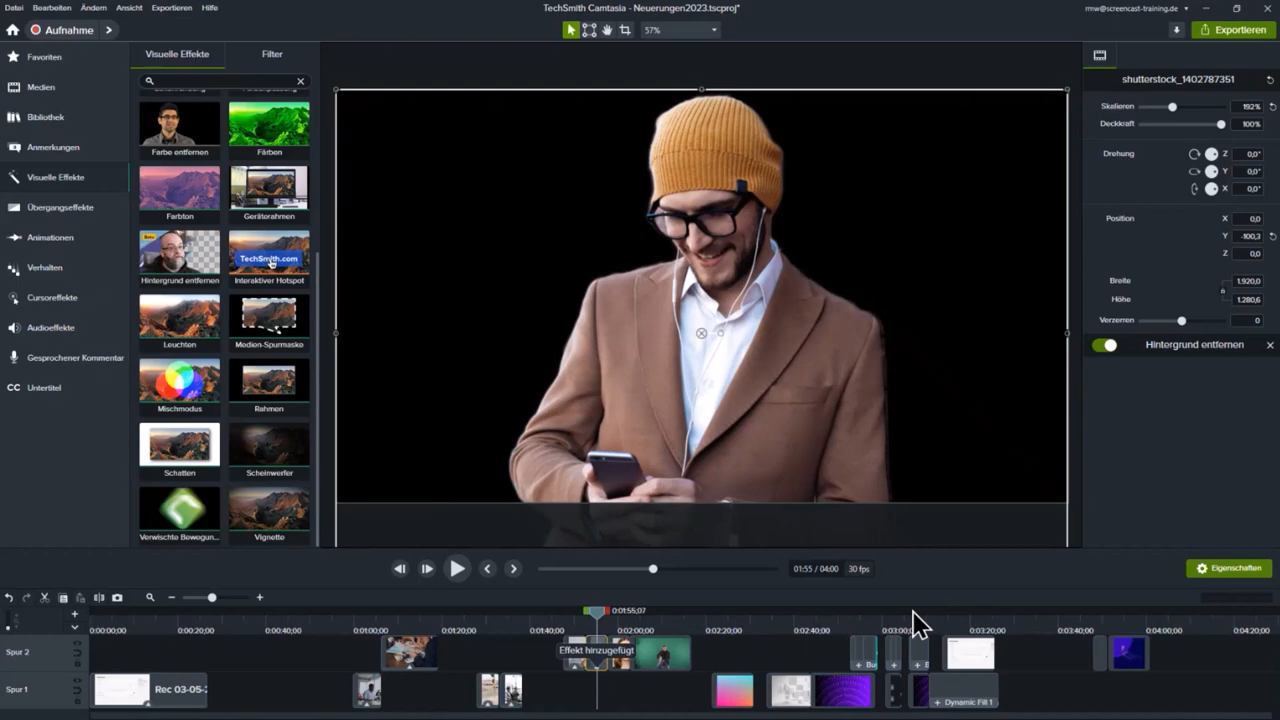 Datei Bearbeiten Ändern Ansicht Exportieren Hilfe
TechSmith Camtasia - Neuerungen2023.tscproj*
rmw@screencast-training.de
Aufnahme
57%
Exportieren
Favoriten
Medien
Bibliothek
Anmerkungen
Visuelle Effekte
Übergangseffekte
Animationen
Verhalten
Cursoreffekte
Audioeffekte
Gesprochener Kommentar
CC Untertitel
Visuelle Effekte Filter
Farbe entfernen Färben
Farbton Geräterahmen
Beta
TechSmith.com
Hintergrund entfernen Interaktiver Hotspot
Leuchten Medien-Spurmaske
Mischmodus Rahmen
Schatten Scheinwerfer
Verwischte Bewegun... Vignette
shutterstock_1402787351
Skalieren 192%
Deckkraft 100%
Drehung Z 0,0°
Y 0,0°
X 0,0°
Position X 0,0
Y -100,3
Z 0,0
Breite 1.920,0
Höhe 1.280,6
Verzerren 0
Hintergrund entfernen
01:55 / 04:00 30 fps
Eigenschaften
0:01:55;07
0:00:00;00 0:00:20;00 0:00:40;00 0:01:00;00 0:01:40;00 0:02:00;00 0:02:20;00 0:02:40;00 0:03:00;00 0:03:20;00 0:03:40;00 0:04:00;00 0:04:20;00
Spur 2
Effekt hinzugefügt
+ Bu
+
+ E
Spur 1
Rec 03-05-2
+ Dynamic Fill 1